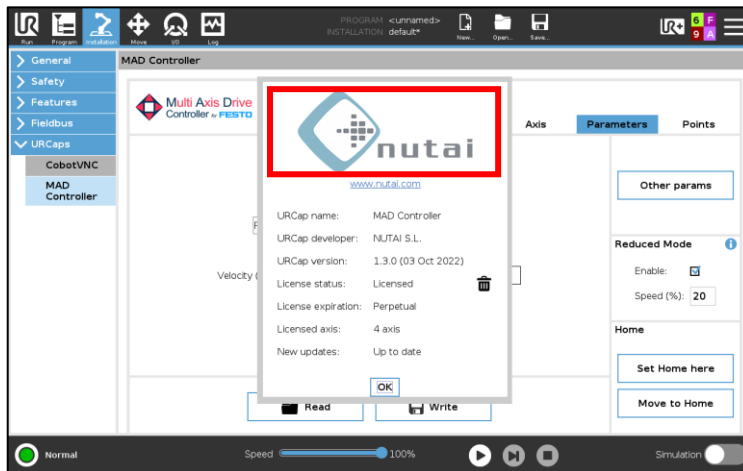 UR
Run
Program
Installation
Move
I/O
Log
PROGRAM <unnamed>
INSTALLATION default*
New...
Open...
Save...
UR+
6 F
9 A
General
Safety
Features
Fieldbus
URCaps
CobotVNC
MAD
Controller
MAD Controller
Multi Axis Drive
Controller by FESTO
Axis
Parameters
Points
nutai
www.nutai.com
URCap name: MAD Controller
URCap developer: NUTAI S.L.
URCap version: 1.3.0 (03 Oct 2022)
License status: Licensed
License expiration: Perpetual
Licensed axis: 4 axis
New updates: Up to date
OK
Velocity (
Read
Write
Other params
Reduced Mode
Enable:
Speed (%): 20
Home
Set Home here
Move to Home
Normal
Speed
100%
Simulation